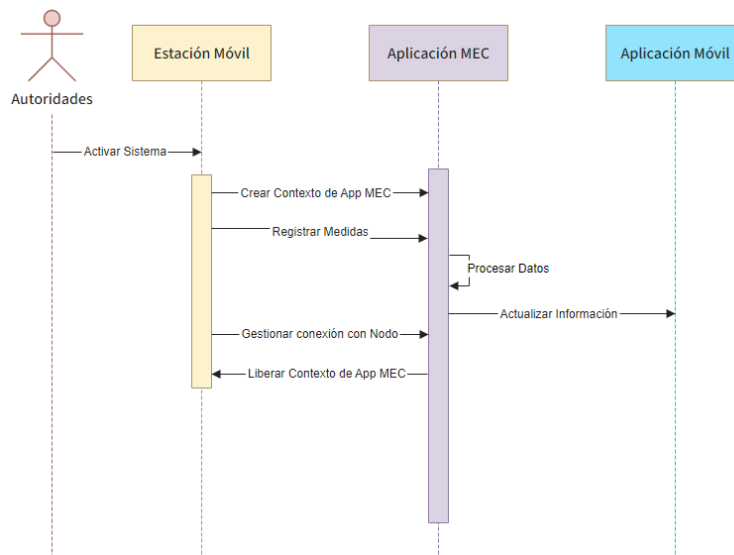 Autoridades
Estación Móvil
Aplicación MEC
Aplicación Móvil
Activar Sistema
Crear Contexto de App MEC
Registrar Medidas
Procesar Datos
Actualizar Información
Gestionar conexión con Nodo
Liberar Contexto de App MEC